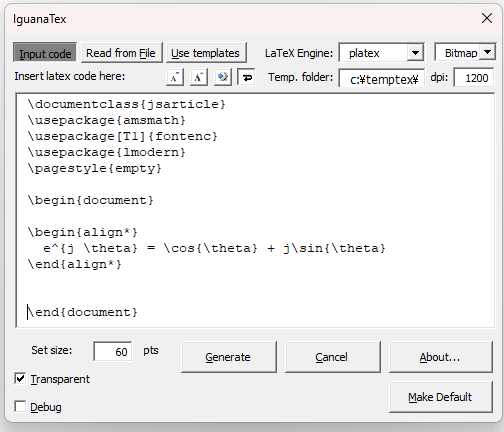 IguanaTex
Input code Read from File Use templates LaTeX Engine: platex Bitmap
Insert latex code here: Temp. folder: c:¥temptex¥ dpi: 1200
\documentclass{jsarticle}
\usepackage{amsmath}
\usepackage[T1]{fontenc}
\usepackage{lmodern}
\pagestyle{empty}
\begin{document}
\begin{align*}
e^{j \theta} = \cos{\theta} + j\sin{\theta}
\end{align*}
\end{document}
Set size: 60 pts Generate Cancel About...
Transparent
Make Default
Debug